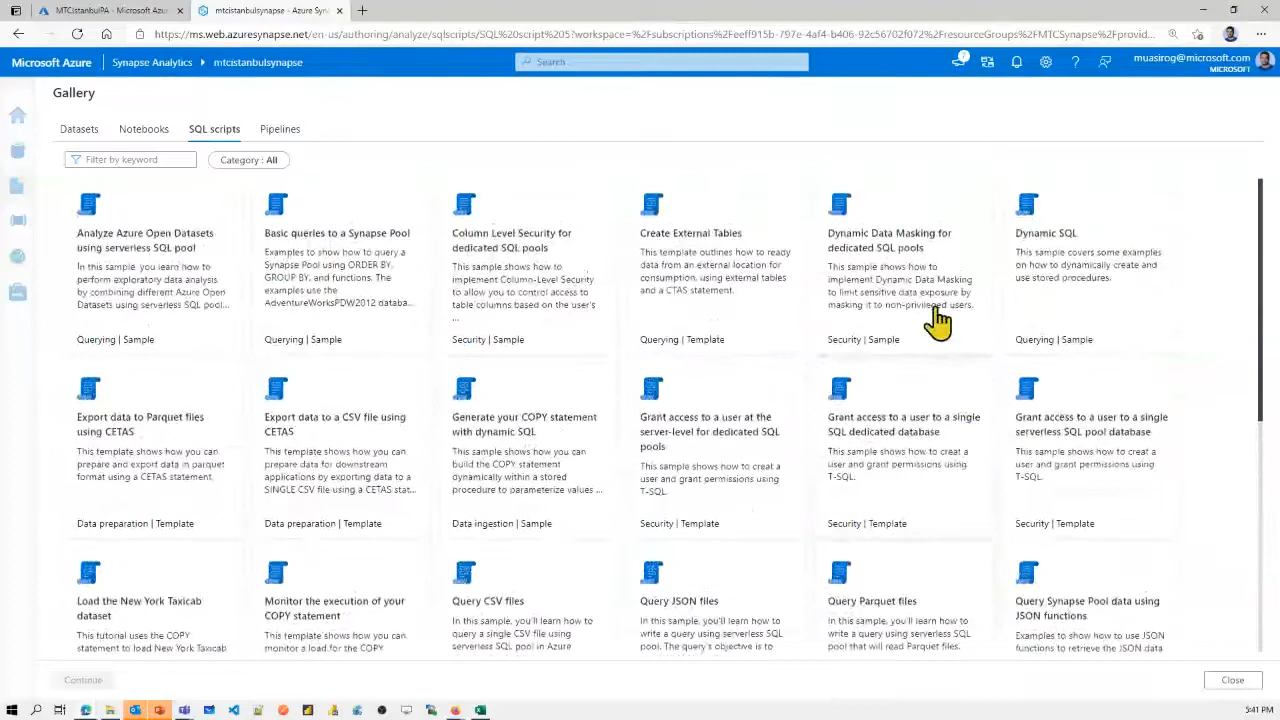 MTCIstanbulPA - Microsoft Azu
mtcistanbulsynapse - Azure Syn
https://ms.web.azuresynapse.net/en-us/authoring/analyze/sqlscripts/SQL%20script%205?workspace=%2Fsubscriptions%2Feeff915b-797e-4af4-b406-92c56702f072%2FresourceGroups%2FMTCSynapse%2Fprovid...
Microsoft Azure
Synapse Analytics
mtcistanbulsynapse
Search
7
muasirog@microsoft.com
MICROSOFT
Gallery
Datasets Notebooks SQL scripts Pipelines
Filter by keyword
Category : All
Analyze Azure Open Datasets
using serverless SQL pool
In this sample, you learn how to
perform exploratory data analysis
by combining different Azure Open
Datasets using serverless SQL pool...
Querying | Sample
Basic queries to a Synapse Pool
Examples to show how to query a
Synapse Pool using ORDER BY,
GROUP BY, and functions. The
examples use the
AdventureWorksPDW2012 databa...
Querying | Sample
Column Level Security for
dedicated SQL pools
This sample shows how to
implement Column-Level Security
to allow you to control access to
table columns based on the user's
...
Security | Sample
Create External Tables
This template outlines how to ready
data from an external location for
consumption, using external tables
and a CTAS statement.
Querying | Template
Dynamic Data Masking for
dedicated SQL pools
This sample shows how to
implement Dynamic Data Masking
to limit sensitive data exposure by
masking it to non-privileged users.
Security | Sample
Dynamic SQL
This sample covers some examples
on how to dynamically create and
use stored procedures.
Querying | Sample
Export data to Parquet files
using CETAS
This template shows how you can
prepare and export data in parquet
format using a CETAS statement.
Data preparation | Template
Export data to a CSV file using
CETAS
This template shows how you can
prepare data for downstream
applications by exporting data to a
SINGLE CSV file using a CETAS stat...
Data preparation | Template
Generate your COPY statement
with dynamic SQL
This sample shows how you can
build the COPY statement
dynamically within a stored
procedure to parameterize values ...
Data ingestion | Sample
Grant access to a user at the
server-level for dedicated SQL
pools
This sample shows how to creat a
user and grant permissions using
T-SQL.
Security | Template
Grant access to a user to a single
SQL dedicated database
This sample shows how to creat a
user and grant permissions using
T-SQL.
Security | Template
Grant access to a user to a single
serverless SQL pool database
This sample shows how to creat a
user and grant permissions using
T-SQL.
Security | Template
Load the New York Taxicab
dataset
This tutorial uses the COPY
statement to load New York Taxicab
Monitor the execution of your
COPY statement
This template shows how you can
monitor a load for the COPY
Query CSV files
In this sample, you'll learn how to
query a single CSV file using
serverless SQL pool in Azure
Query JSON files
In this sample, you'll learn how to
write a query using serverless SQL
pool. The query's objective is to
Query Parquet files
In this sample, you'll learn how to
write a query using serverless SQL
pool that will read Parquet files.
Query Synapse Pool data using
JSON functions
Examples to show how to use JSON
functions to retrieve the JSON data
Continue
Close
5:41 PM